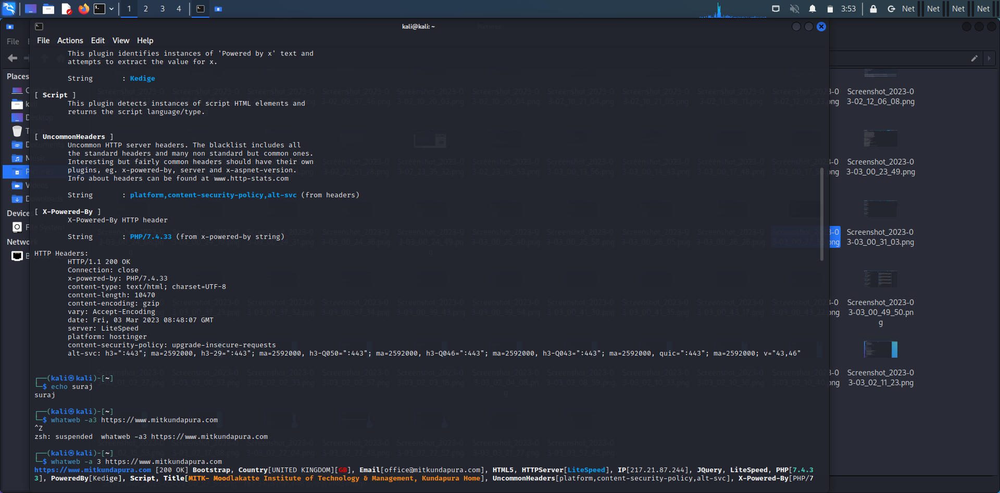 1 2 3 4 3:53 Net Net Net Net
kali@kali: ~
File Actions Edit View Help
File
This plugin identifies instances of 'Powered by x' text and
attempts to extract the value for x.
String : Kedige
[ Script ]
This plugin detects instances of script HTML elements and
returns the script language/type.
[ UncommonHeaders ]
Uncommon HTTP server headers. The blacklist includes all
the standard headers and many non standard but common ones.
Interesting but fairly common headers should have their own
plugins, eg. x-powered-by, server and x-aspnet-version.
Info about headers can be found at www.http-stats.com
String : platform,content-security-policy,alt-svc (from headers)
[ X-Powered-By ]
X-Powered-By HTTP header
String : PHP/7.4.33 (from x-powered-by string)
HTTP Headers:
HTTP/1.1 200 OK
Connection: close
x-powered-by: PHP/7.4.33
content-type: text/html; charset=UTF-8
content-length: 10470
content-encoding: gzip
vary: Accept-Encoding
date: Fri, 03 Mar 2023 08:48:07 GMT
server: LiteSpeed
platform: hostinger
content-security-policy: upgrade-insecure-requests
alt-svc: h3=":443"; ma=2592000, h3-29=":443"; ma=2592000, h3-Q050=":443"; ma=2592000, h3-Q046=":443"; ma=2592000, h3-Q043=":443"; ma=2592000, quic=":443"; ma=2592000; v="43,46"
┌──(kali㉿kali)-[~]
└─$ echo suraj
suraj
┌──(kali㉿kali)-[~]
└─$ whatweb -a3 https://www.mitkundapura.com
^Z
zsh: suspended  whatweb -a3 https://www.mitkundapura.com
┌──(kali㉿kali)-[~]
└─$ whatweb -a 3 https://www.mitkundapura.com
https://www.mitkundapura.com [200 OK] Bootstrap, Country[UNITED KINGDOM][GB], Email[office@mitkundapura.com], HTML5, HTTPServer[LiteSpeed], IP[217.21.87.244], JQuery, LiteSpeed, PHP[7.4.3
3], PoweredBy[Kedige], Script, Title[MITK- Moodlakatte Institute of Technology & Management, Kundapura Home], UncommonHeaders[platform,content-security-policy,alt-svc], X-Powered-By[PHP/7
Places
Desktop
Documents
Music
Pictures
Videos
Downloads
Device
File System
Network
Screenshot_2023-0
3-02_12_06_08.png
Screenshot_2023-0
3-03_00_23_49.png
Screenshot_2023-0
3-03_00_31_03.png
Screenshot_2023-0
3-03_00_49_50.pn
g
Screenshot_2023-0
3-03_02_11_23.png